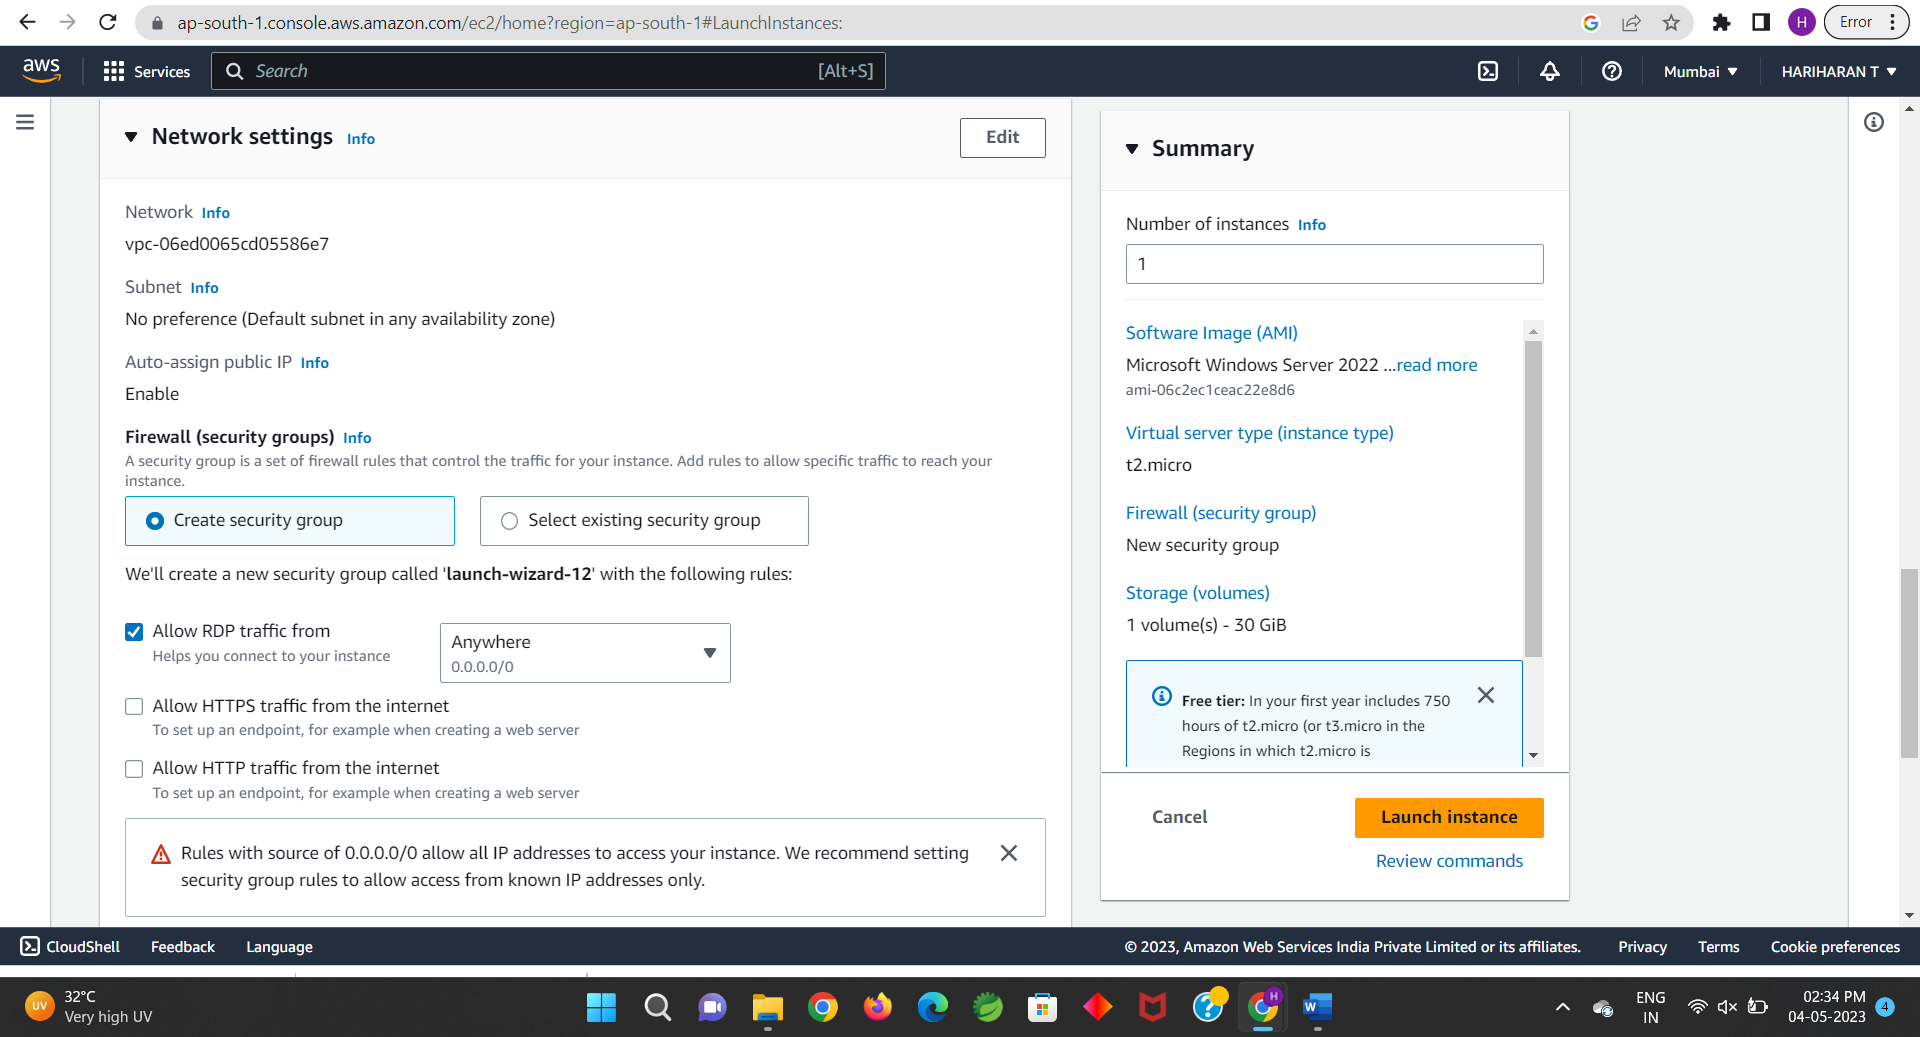 ap-south-1.console.aws.amazon.com/ec2/home?region=ap-south-1#LaunchInstances:
G
H
Error
aws
Services
Search
[Alt+S]
Mumbai
HARIHARAN T
Network settings Info
Edit
Network Info
vpc-06ed0065cd05586e7
Subnet Info
No preference (Default subnet in any availability zone)
Auto-assign public IP Info
Enable
Firewall (security groups) Info
A security group is a set of firewall rules that control the traffic for your instance. Add rules to allow specific traffic to reach your
instance.
Create security group
Select existing security group
We'll create a new security group called 'launch-wizard-12' with the following rules:
Allow RDP traffic from
Helps you connect to your instance
Anywhere
0.0.0.0/0
Allow HTTPS traffic from the internet
To set up an endpoint, for example when creating a web server
Allow HTTP traffic from the internet
To set up an endpoint, for example when creating a web server
Rules with source of 0.0.0.0/0 allow all IP addresses to access your instance. We recommend setting
security group rules to allow access from known IP addresses only.
Summary
Number of instances Info
1
Software Image (AMI)
Microsoft Windows Server 2022 ...read more
ami-06c2ec1ceac22e8d6
Virtual server type (instance type)
t2.micro
Firewall (security group)
New security group
Storage (volumes)
1 volume(s) - 30 GiB
Free tier: In your first year includes 750
hours of t2.micro (or t3.micro in the
Regions in which t2.micro is
Cancel
Launch instance
Review commands
CloudShell
Feedback
Language
© 2023, Amazon Web Services India Private Limited or its affiliates.
Privacy
Terms
Cookie preferences
UV
32°C
Very high UV
H
W
ENG
IN
02:34 PM
04-05-2023
4